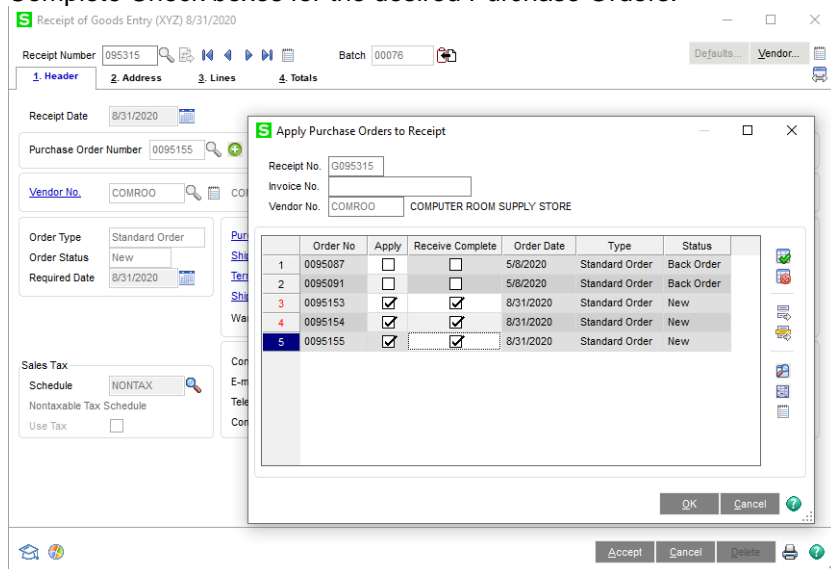 Complete Check boxes for the desired Purchase Orders.
S Receipt of Goods Entry (XYZ) 8/31/2020
Receipt Number 095315 Batch 00076 Defaults... Vendor...
1. Header 2. Address 3. Lines 4. Totals
Receipt Date 8/31/2020
Purchase Order Number 0095155
Vendor No. COMROO CO
Order Type Standard Order Pur
Order Status New Shi
Required Date 8/31/2020 Ter
Shi
Wa
Sales Tax Con
Schedule NONTAX E-m
Nontaxable Tax Schedule Tele
Use Tax Con
S Apply Purchase Orders to Receipt
Receipt No. G095315
Invoice No.
Vendor No. COMROO COMPUTER ROOM SUPPLY STORE
Order No Apply Receive Complete Order Date Type Status
1 0095087 5/8/2020 Standard Order Back Order
2 0095091 5/8/2020 Standard Order Back Order
3 0095153 8/31/2020 Standard Order New
4 0095154 8/31/2020 Standard Order New
5 0095155 8/31/2020 Standard Order New
OK Cancel
Accept Cancel Delete